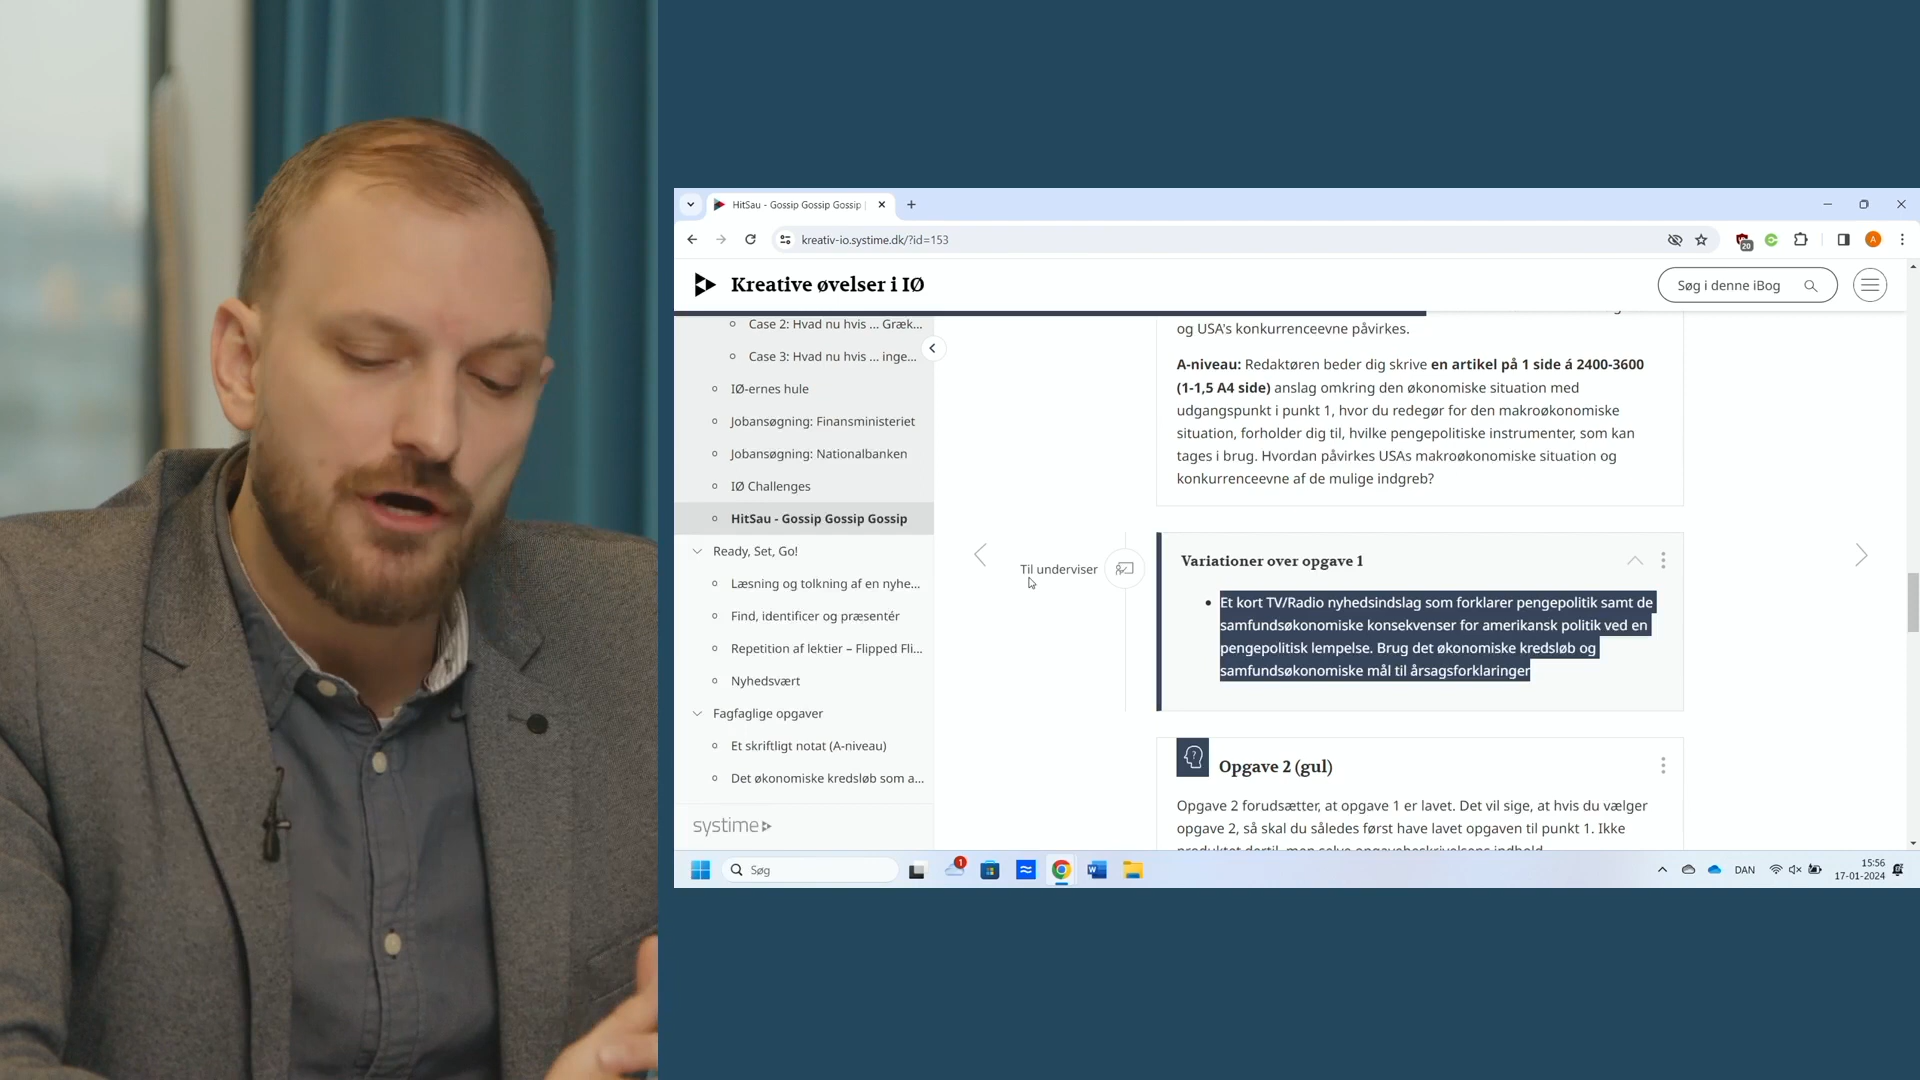 HitSau - Gossip Gossip Gossip
kreativ-io.systime.dk/?id=153
20
A
Kreative øvelser i IØ
Søg i denne iBog
Case 2: Hvad nu hvis ... Græk...
Case 3: Hvad nu hvis ... inge...
IØ-ernes hule
Jobansøgning: Finansministeriet
Jobansøgning: Nationalbanken
IØ Challenges
HitSau - Gossip Gossip Gossip
Ready, Set, Go!
Læsning og tolkning af en nyhe...
Find, identificer og præsentér
Repetition af lektier – Flipped Fli...
Nyhedsvært
Fagfaglige opgaver
Et skriftligt notat (A-niveau)
Det økonomiske kredsløb som a...
systime
og USA's konkurrenceevne påvirkes.
A-niveau: Redaktøren beder dig skrive en artikel på 1 side á 2400-3600
(1-1,5 A4 side) anslag omkring den økonomiske situation med
udgangspunkt i punkt 1, hvor du redegør for den makroøkonomiske
situation, forholder dig til, hvilke pengepolitiske instrumenter, som kan
tages i brug. Hvordan påvirkes USAs makroøkonomiske situation og
konkurrenceevne af de mulige indgreb?
Til underviser
Variationer over opgave 1
Et kort TV/Radio nyhedsindslag som forklarer pengepolitik samt de
samfundsøkonomiske konsekvenser for amerikansk politik ved en
pengepolitisk lempelse. Brug det økonomiske kredsløb og
samfundsøkonomiske mål til årsagsforklaringer
Opgave 2 (gul)
Opgave 2 forudsætter, at opgave 1 er lavet. Det vil sige, at hvis du vælger
opgave 2, så skal du således først have lavet opgaven til punkt 1. Ikke
produktet dertil, men selve opgavebeskrivelsens indhold.
Søg
1
DAN
15:56
17-01-2024